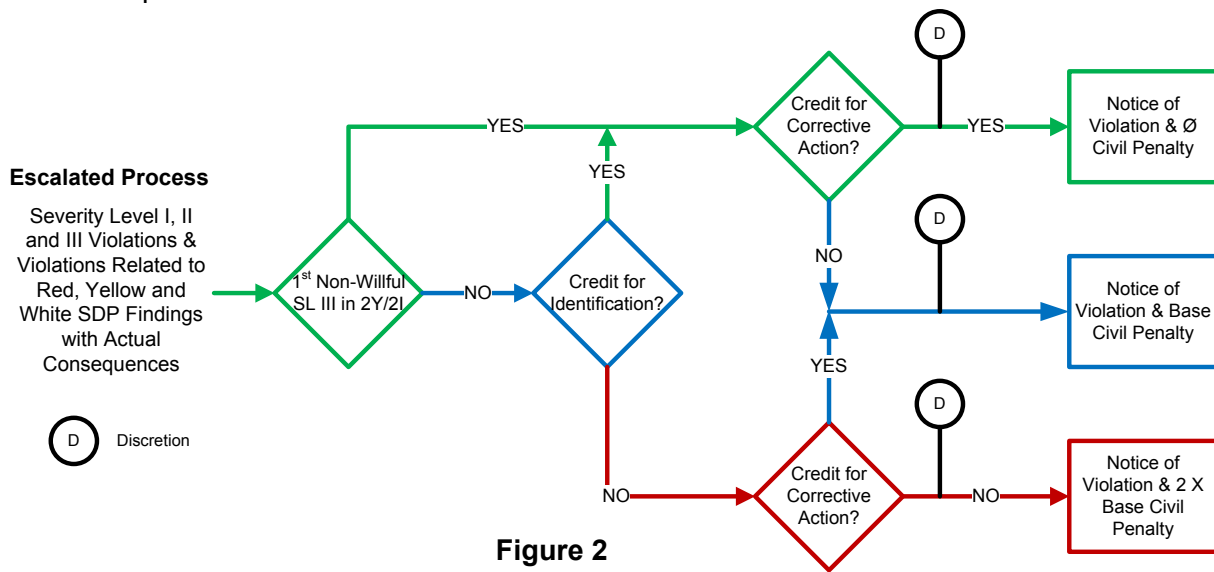 D
D
D
YES
YES
YES
Credit for
Corrective
Action?
Notice of
Violation & Ø
Civil Penalty
Escalated Process
Severity Level I, II
and III Violations &
Violations Related to
Red, Yellow and
White SDP Findings
with Actual
Consequences
1st Non-Willful
SL III in 2Y/2I
NO
Credit for
Identification?
NO
Notice of
Violation & Base
Civil Penalty
YES
D Discretion
NO
Credit for
Corrective
Action?
NO
Notice of
Violation & 2 X
Base Civil
Penalty
Figure 2